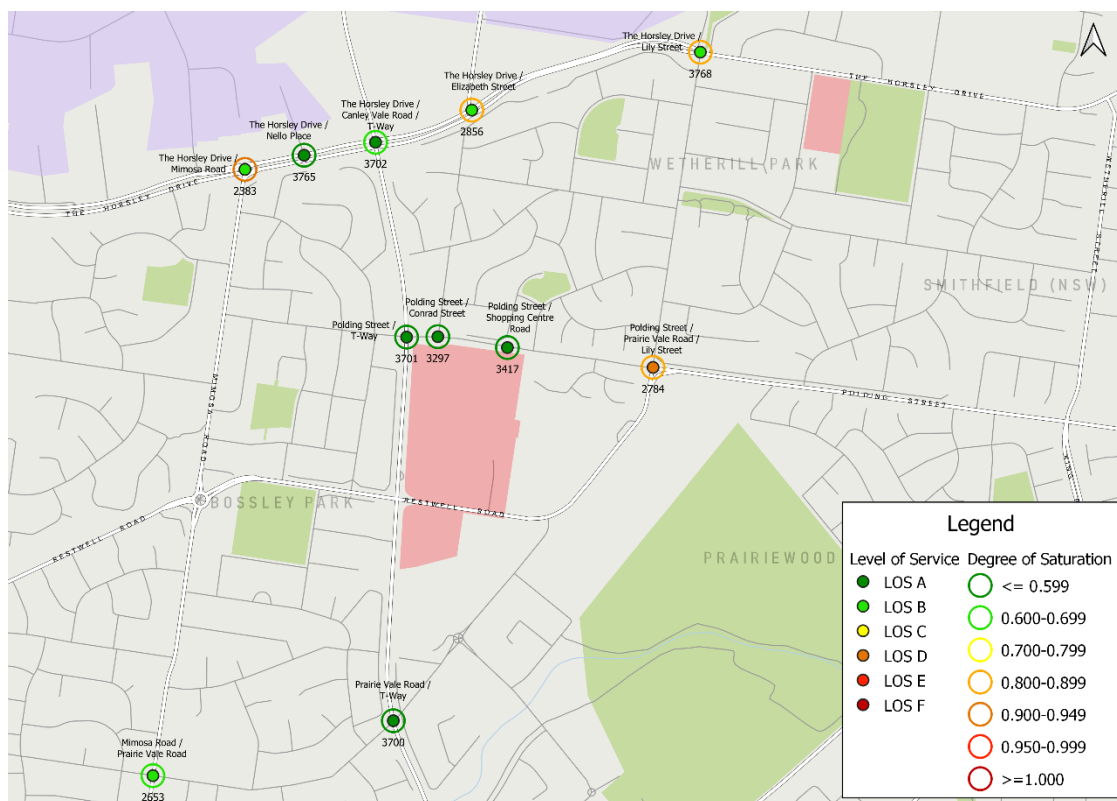 The Horsley Drive /
Lily Street
3768
The Horsley Drive /
Elizabeth Street
2856
THE HORSLEY DRIVE
The Horsley Drive /
Canley Vale Road /
T-Way
3702
The Horsley Drive /
Nello Place
3765
The Horsley Drive /
Mimosa Road
2383
THE HORSLEY DRIVE
WETHERILL PARK
WETHERILL STREET
SMITHFIELD (NSW)
Polding Street /
T-Way
3701
Polding Street /
Conrad Street
3297
Polding Street /
Shopping Centre
Road
3417
Polding Street /
Prairie Vale Road /
Lily Street
2784
POLDING STREET
MIMOSA ROAD
BOSSLEY PARK
RESTWELL ROAD
RESTWELL ROAD
KING
PRAIRIEWOOD
Prairie Vale Road /
T-Way
3700
Mimosa Road /
Prairie Vale Road
2653
Legend
Level of Service
LOS A
LOS B
LOS C
LOS D
LOS E
LOS F
Degree of Saturation
<= 0.599
0.600-0.699
0.700-0.799
0.800-0.899
0.900-0.949
0.950-0.999
>=1.000